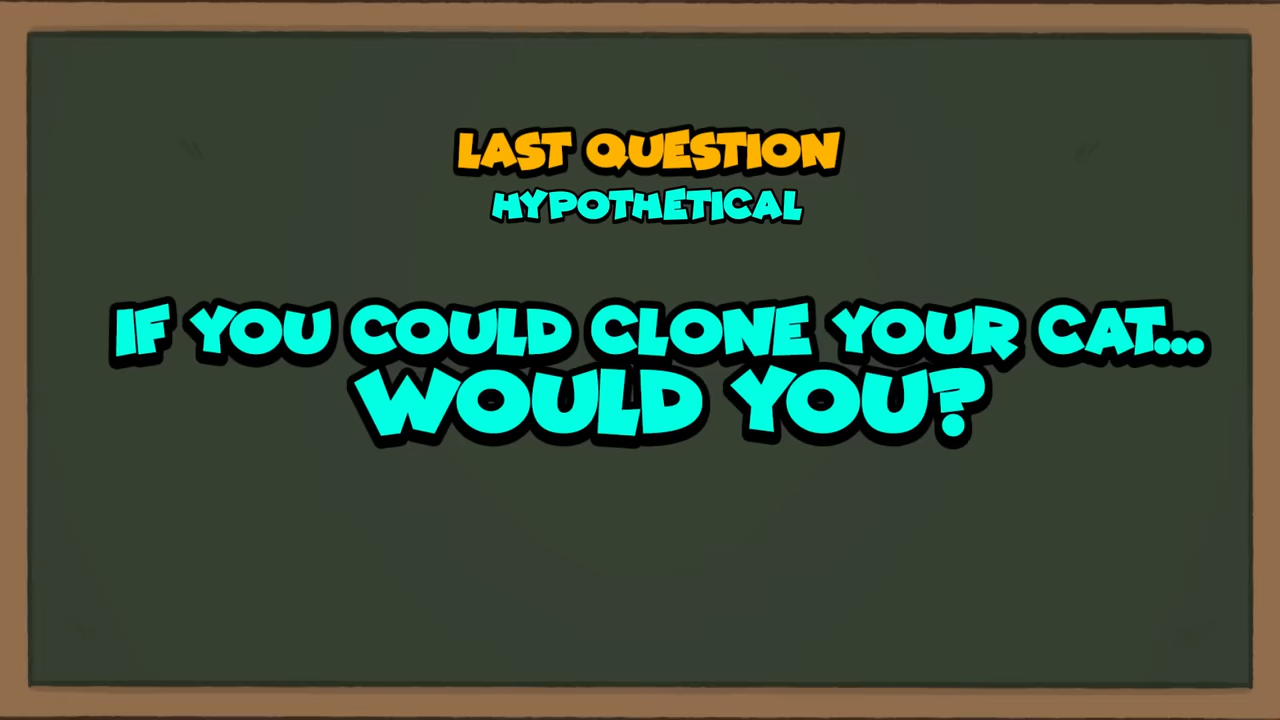 LAST QUESTION
HYPOTHETICAL
IF YOU COULD CLONE YOUR CAT...
WOULD YOU?